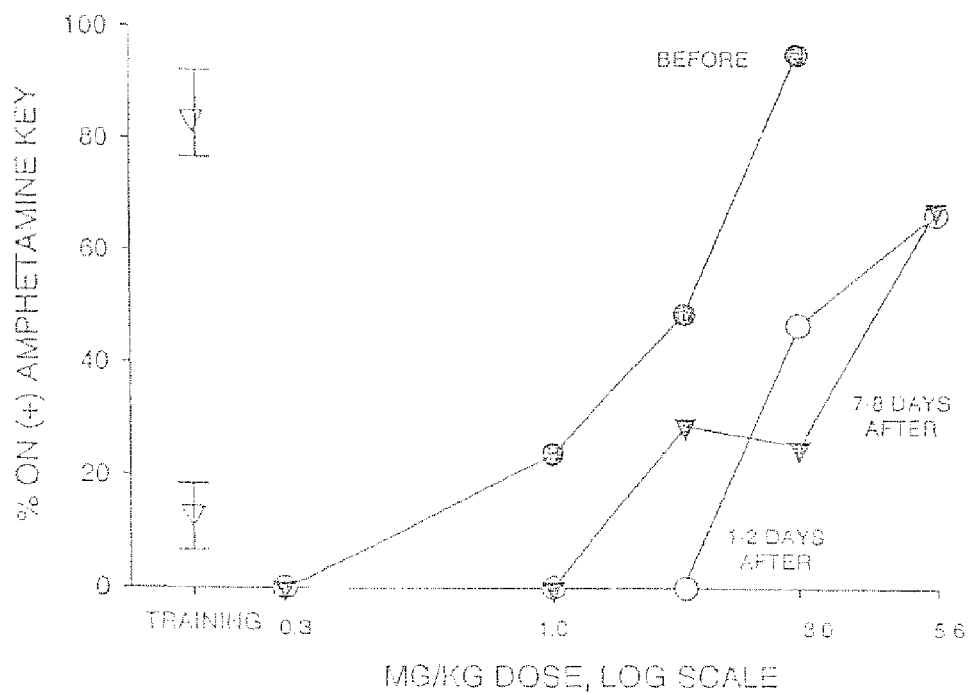 100
80
60
40
20
0
% ON (+) AMPHETAMINE KEY
BEFORE
7-8 DAYS
AFTER
1-2 DAYS
AFTER
TRAINING 0.3 1.0 3.0 5.6
MG/KG DOSE, LOG SCALE